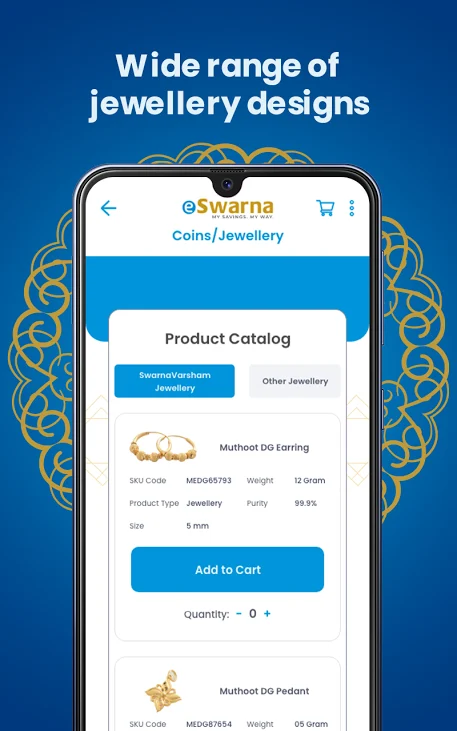 Wide range of
jewellery designs
eSwarna
MY SAVINGS. MY WAY.
Coins/Jewellery
Product Catalog
SwarnaVarsham
Jewellery
Other Jewellery
Muthoot DG Earring
SKU Code MEDG65793 Weight 12 Gram
Product Type Jewellery Purity 99.9%
Size 5 mm
Add to Cart
Quantity: - 0 +
Muthoot DG Pedant
SKU Code MEDG87654 Weight 05 Gram